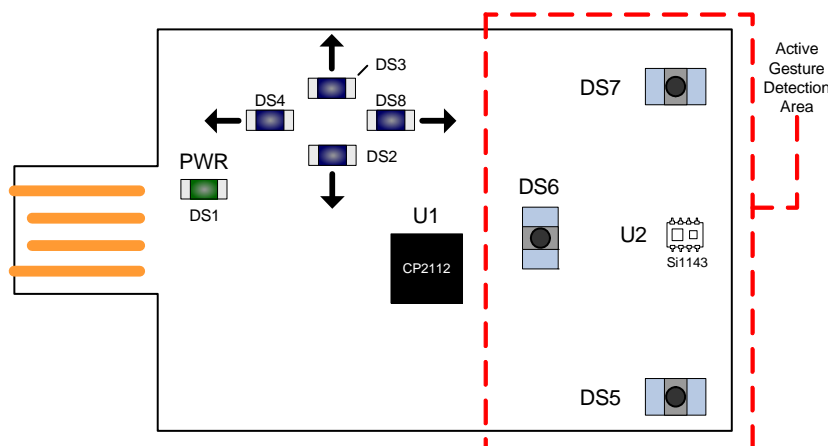 Active
Gesture
Detection
Area
DS3
DS7
DS4
DS8
DS2
PWR
DS1
DS6
U1
U2
CP2112
Si1143
DS5